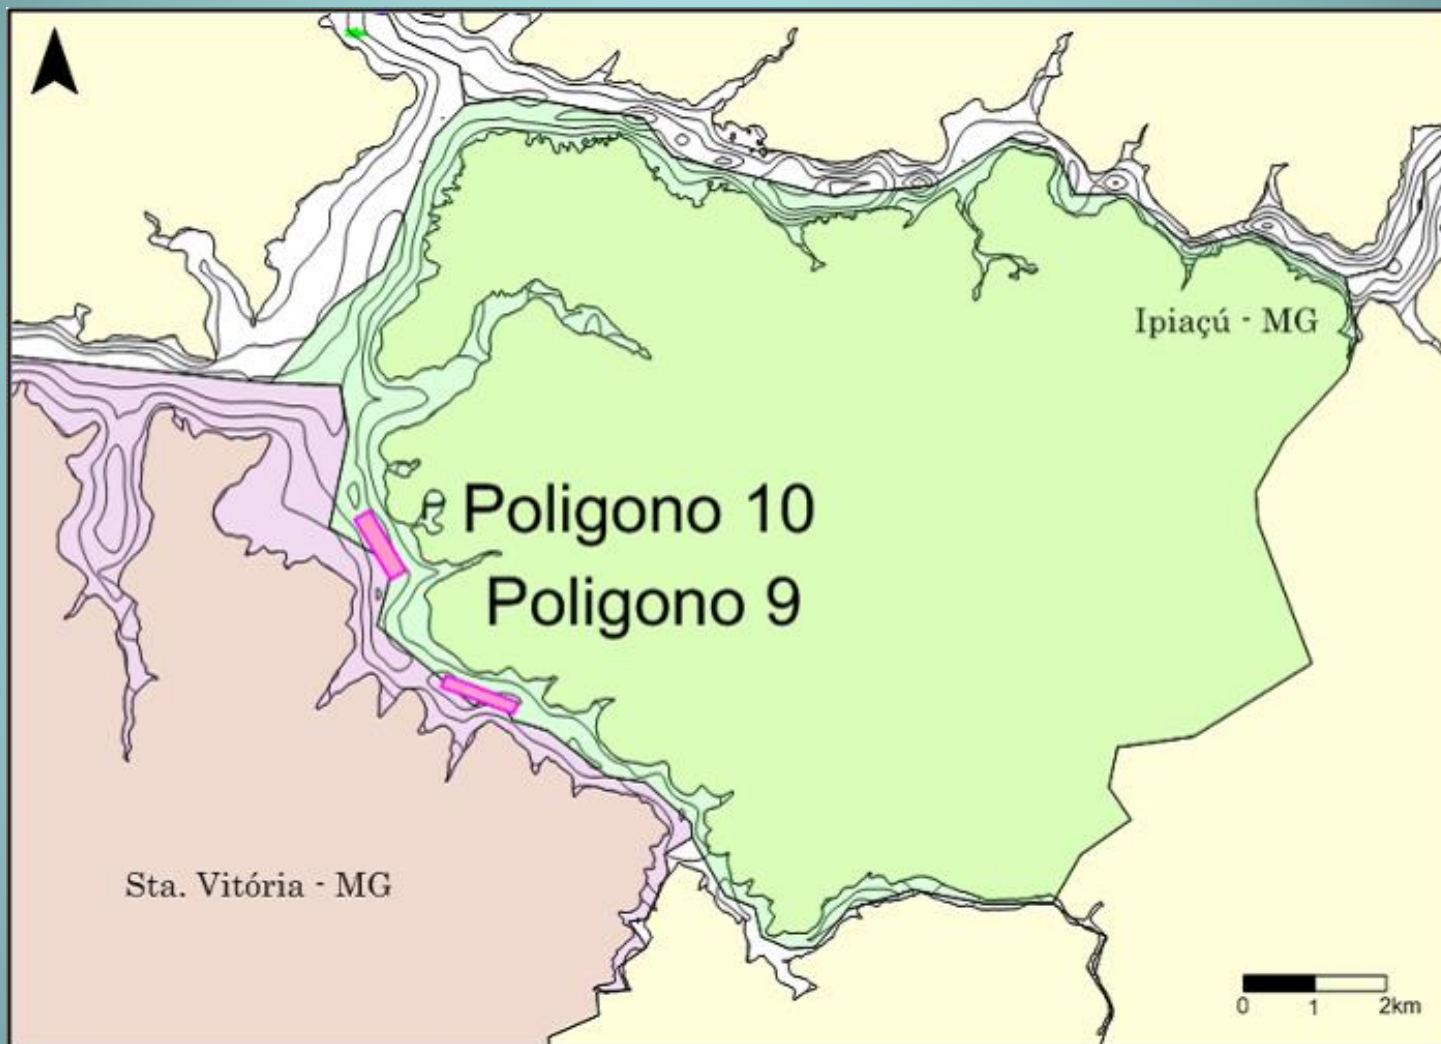 Ipiaçú - MG
Poligono 10
Poligono 9
Sta. Vitória - MG
0 1 2km